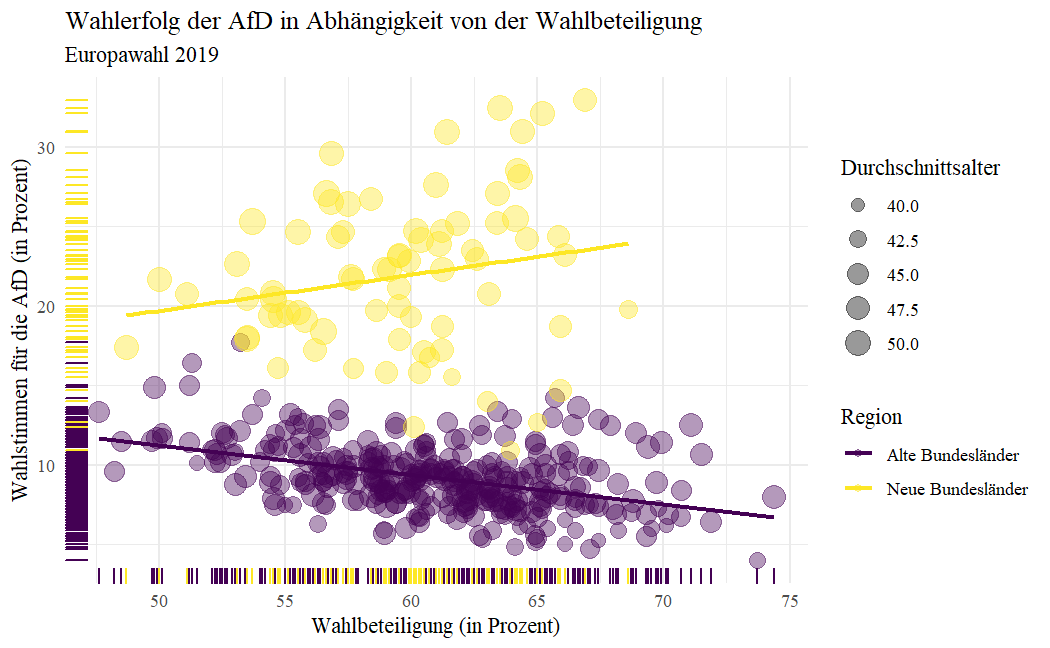 Wahlerfolg der AfD in Abhängigkeit von der Wahlbeteiligung
Europawahl 2019
Wahlstimmen für die AfD (in Prozent)
30
20
10
50
55
60
65
70
75
Wahlbeteiligung (in Prozent)
Durchschnittsalter
40.0
42.5
45.0
47.5
50.0
Region
Alte Bundesländer
Neue Bundesländer